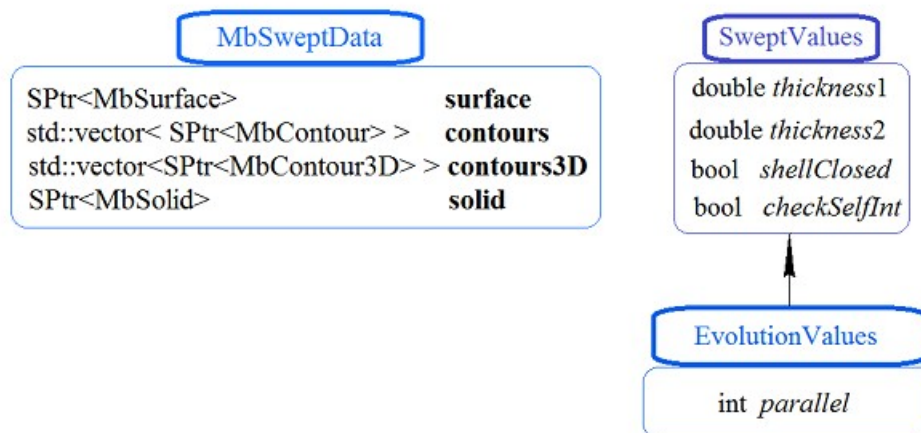 MbSweptData
SPtr<MbSurface> surface
std::vector< SPtr<MbContour> > contours
std::vector<SPtr<MbContour3D> > contours3D
SPtr<MbSolid> solid
SweptValues
double thickness1
double thickness2
bool shellClosed
bool checkSelfInt
EvolutionValues
int parallel